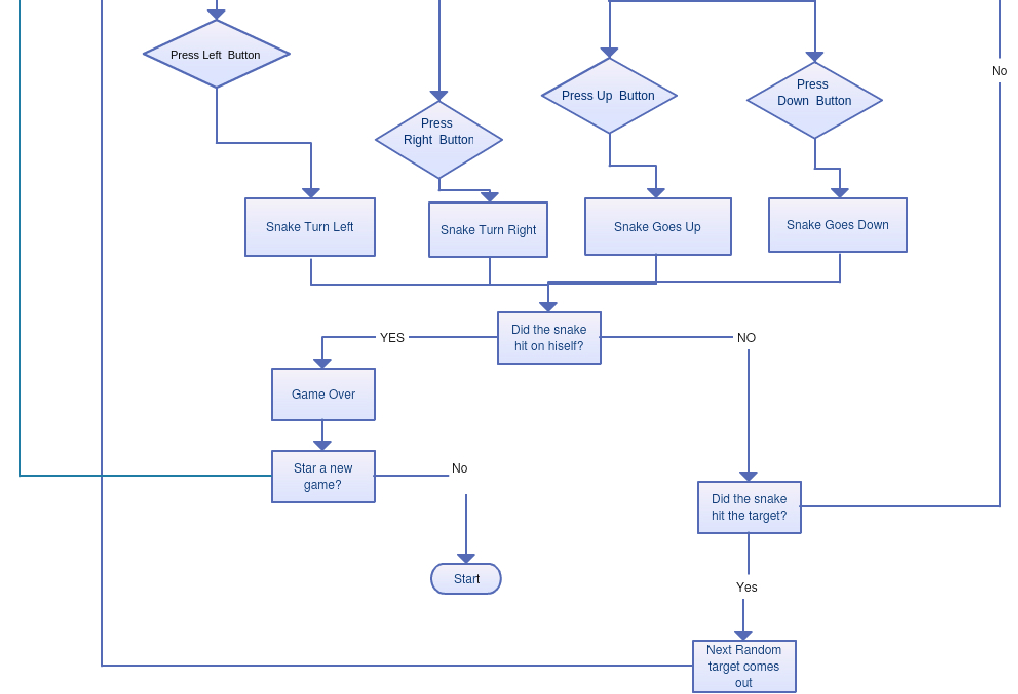 Press Left Button
No
Press Up Button
Press
Down Button
Press
Right Button
Snake Turn Left
Snake Turn Right
Snake Goes Up
Snake Goes Down
Did the snake
hit on hiself?
YES
NO
Game Over
Star a new
game?
No
Did the snake
hit the target?
Start
Yes
Next Random
target comes
out